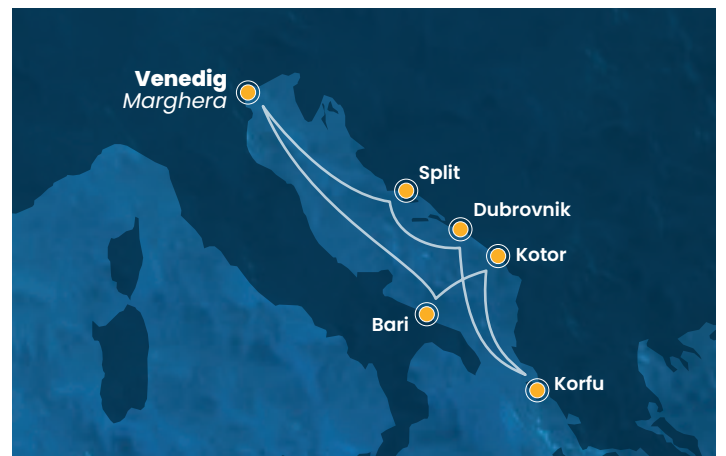 Venedig
Marghera
Split
Dubrovnik
Kotor
Bari
Korfu